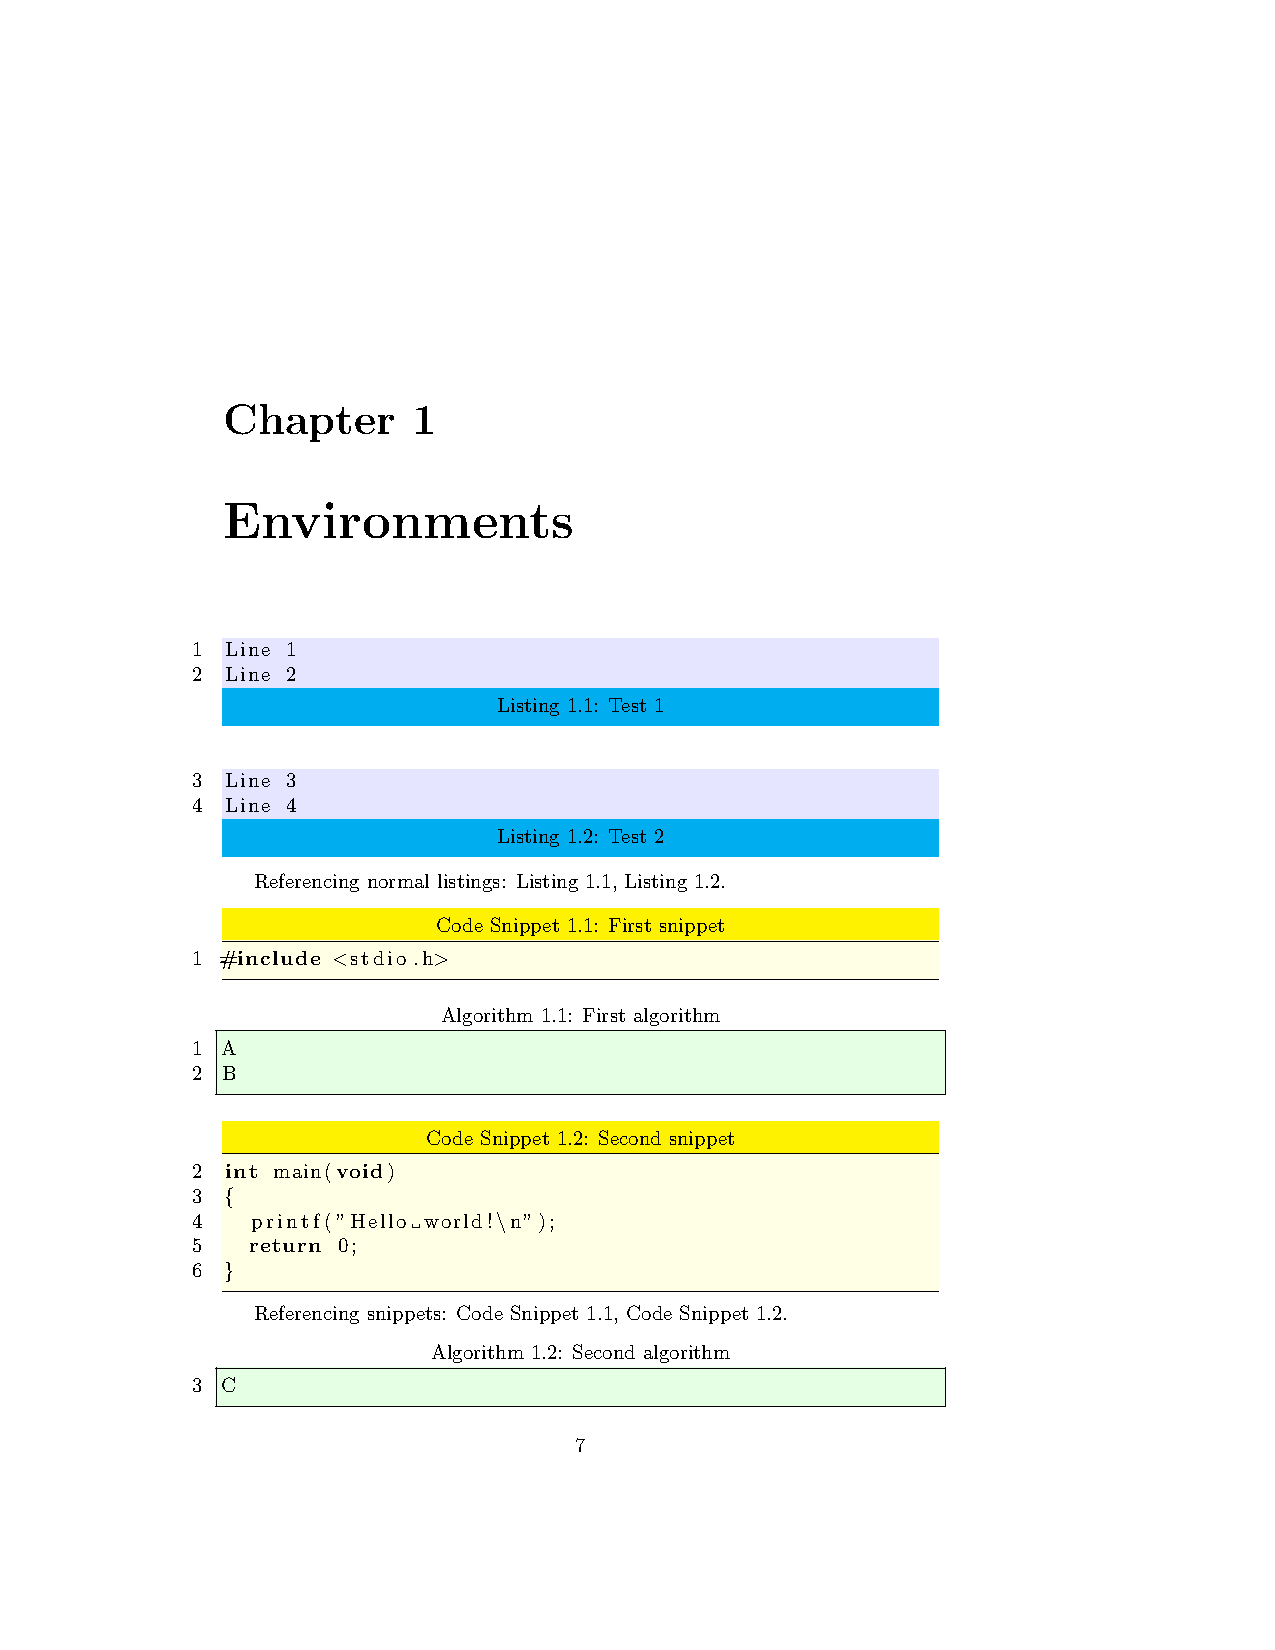 Chapter 1
Environments
1 Line 1
2 Line 2
Listing 1.1: Test 1
3 Line 3
4 Line 4
Listing 1.2: Test 2
Referencing normal listings: Listing 1.1, Listing 1.2.
Code Snippet 1.1: First snippet
1 #include <stdio.h>
Algorithm 1.1: First algorithm
1 A
2 B
Code Snippet 1.2: Second snippet
2 int main(void)
3 {
4   printf("Hello␣world!\n");
5   return 0;
6 }
Referencing snippets: Code Snippet 1.1, Code Snippet 1.2.
Algorithm 1.2: Second algorithm
3 C
7